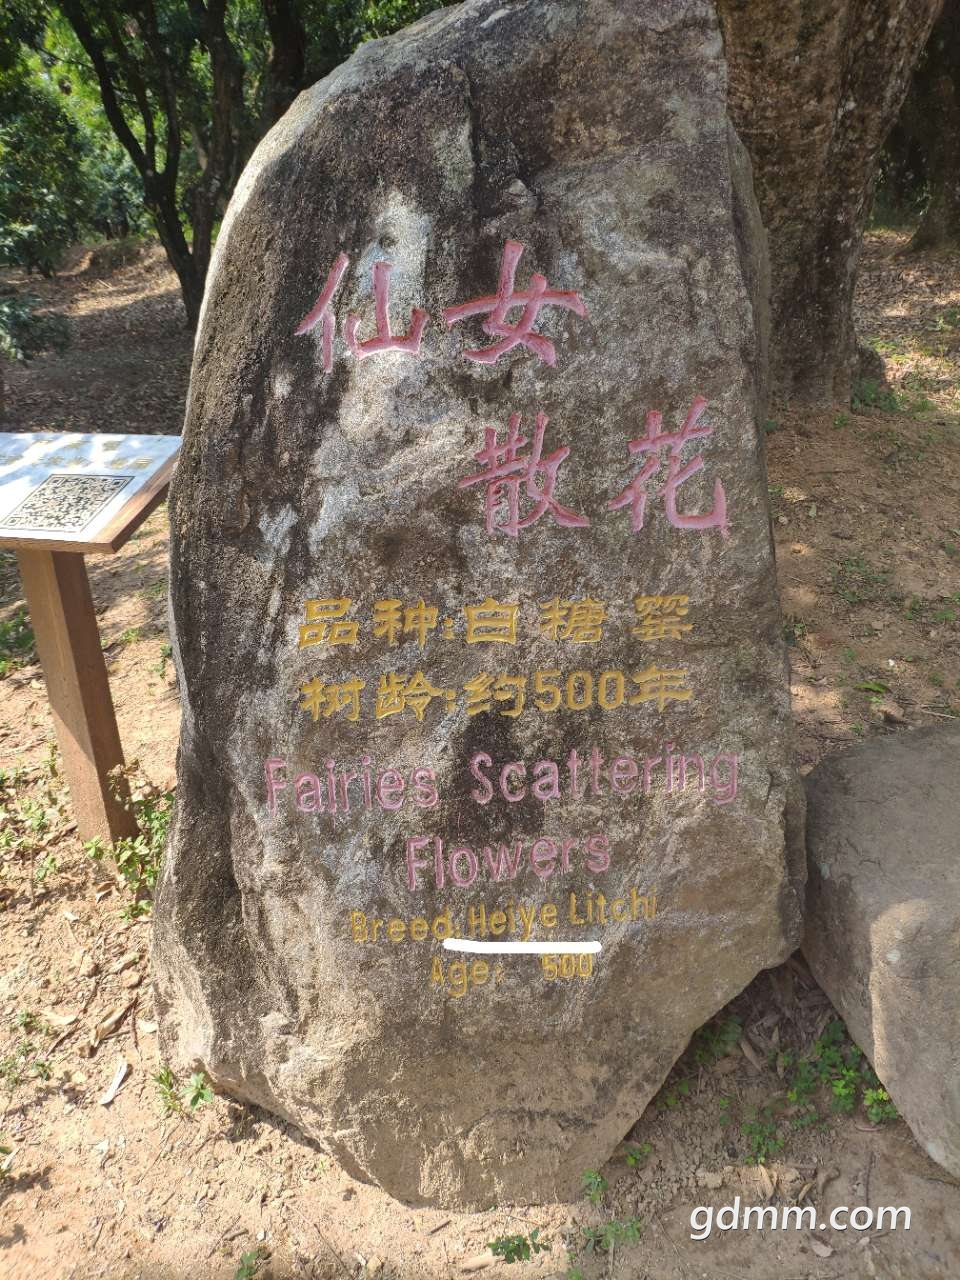 仙女
散花
品种:白糖罂
树龄:约500年
Fairies Scattering
Flowers
Breed: Heiye Litchi
Age: 500
gdmm.com